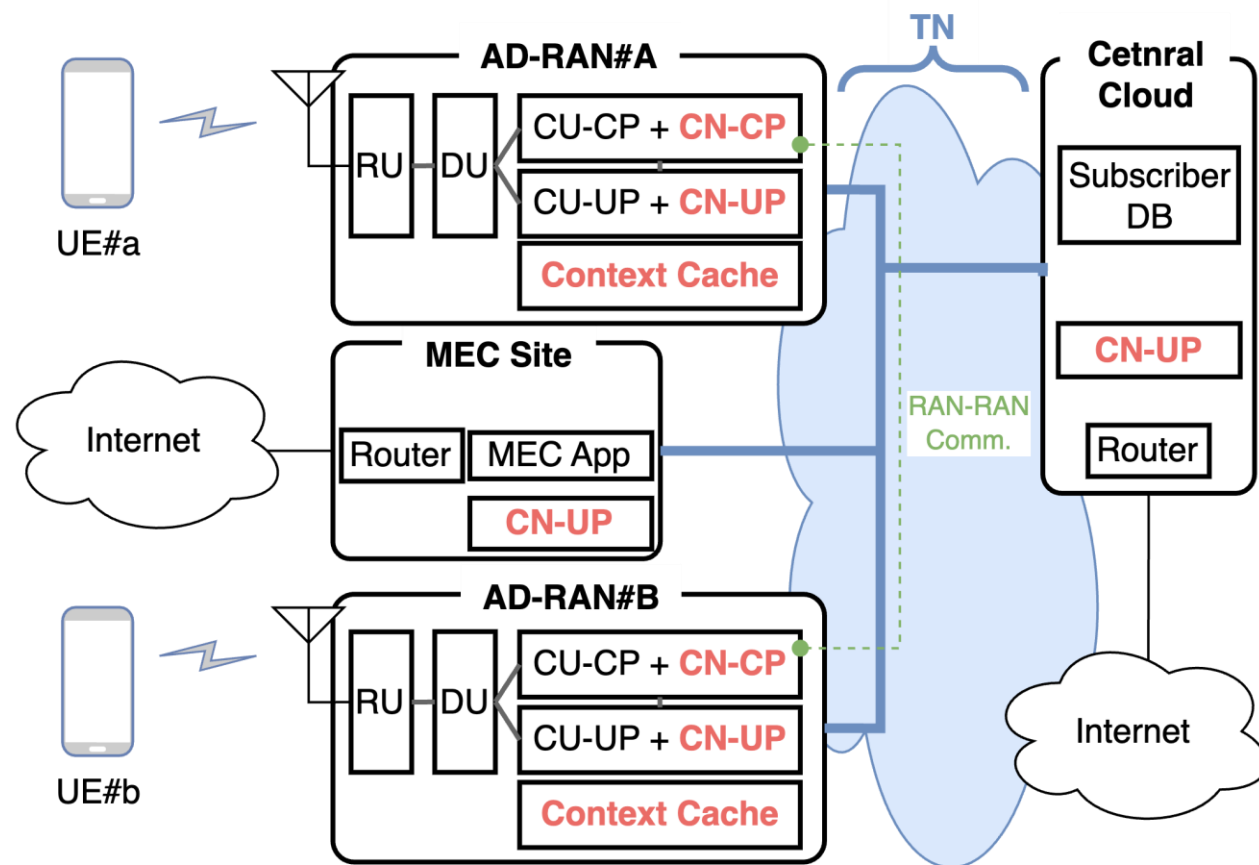 TN
AD-RAN#A
Cetnral
Cloud
CU-CP + CN-CP
RU
DU
CU-UP + CN-UP
Context Cache
Subscriber
DB
UE#a
MEC Site
CN-UP
Internet
Router
MEC App
CN-UP
RAN-RAN
Comm.
Router
AD-RAN#B
CU-CP + CN-CP
RU
DU
CU-UP + CN-UP
Context Cache
UE#b
Internet